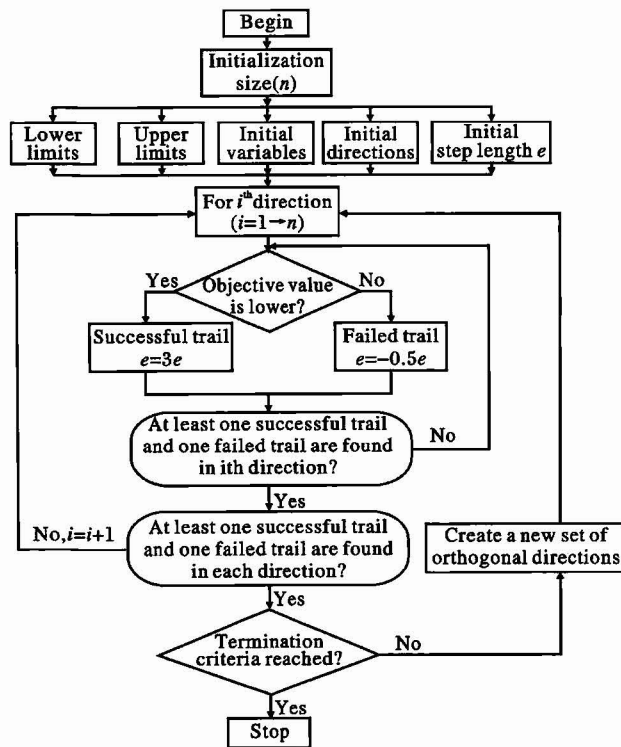 Begin
Initialization
size(n)
Lower
limits
Upper
limits
Initial
variables
Initial
directions
Initial
step length e
For iᵗʰ direction
(i=1→n)
Yes
Objective value
is lower?
No
Successful trail
e=3e
Failed trail
e=-0.5e
At least one successful trail
and one failed trail are found
in ith direction?
No
Yes
No,i=i+1
At least one successful trail
and one failed trail are found
in each direction?
Create a new set of
orthogonal directions
Yes
Termination
criteria reached?
No
Yes
Stop